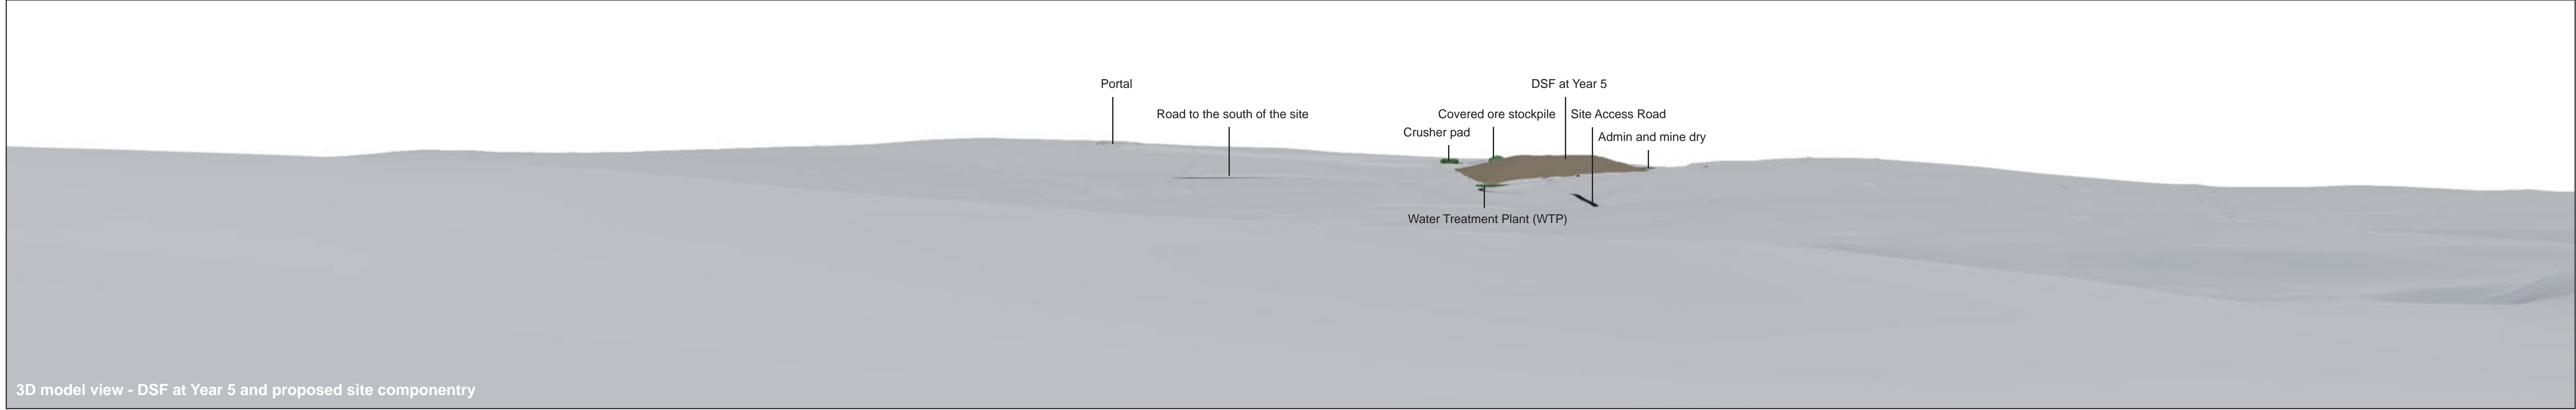 Portal
DSF at Year 5
Road to the south of the site
Covered ore stockpile
Site Access Road
Crusher pad
Admin and mine dry
Water Treatment Plant (WTP)
3D model view - DSF at Year 5 and proposed site componentry